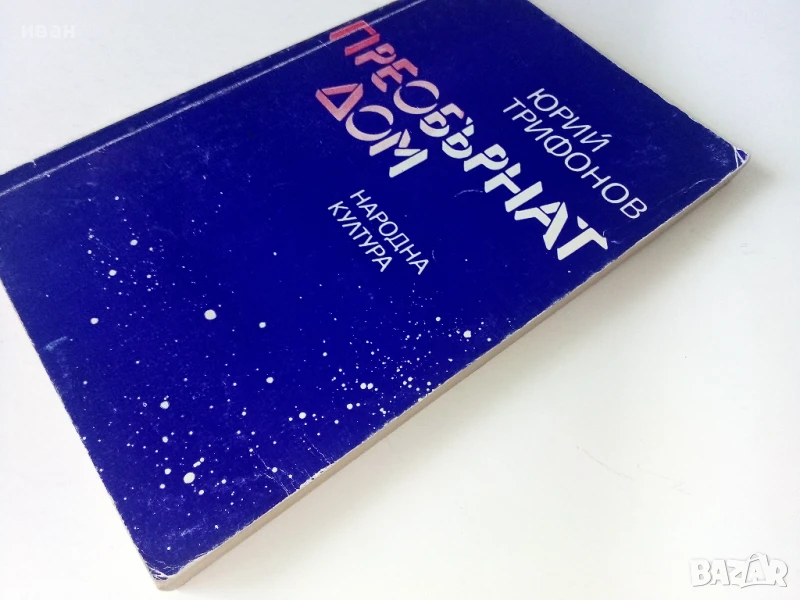 иван
ЮРИЙ
ТРИФОНОВ
ПРЕОБЪРНАТ
ДОМ
НАРОДНА
КУЛТУРА
BAZAR